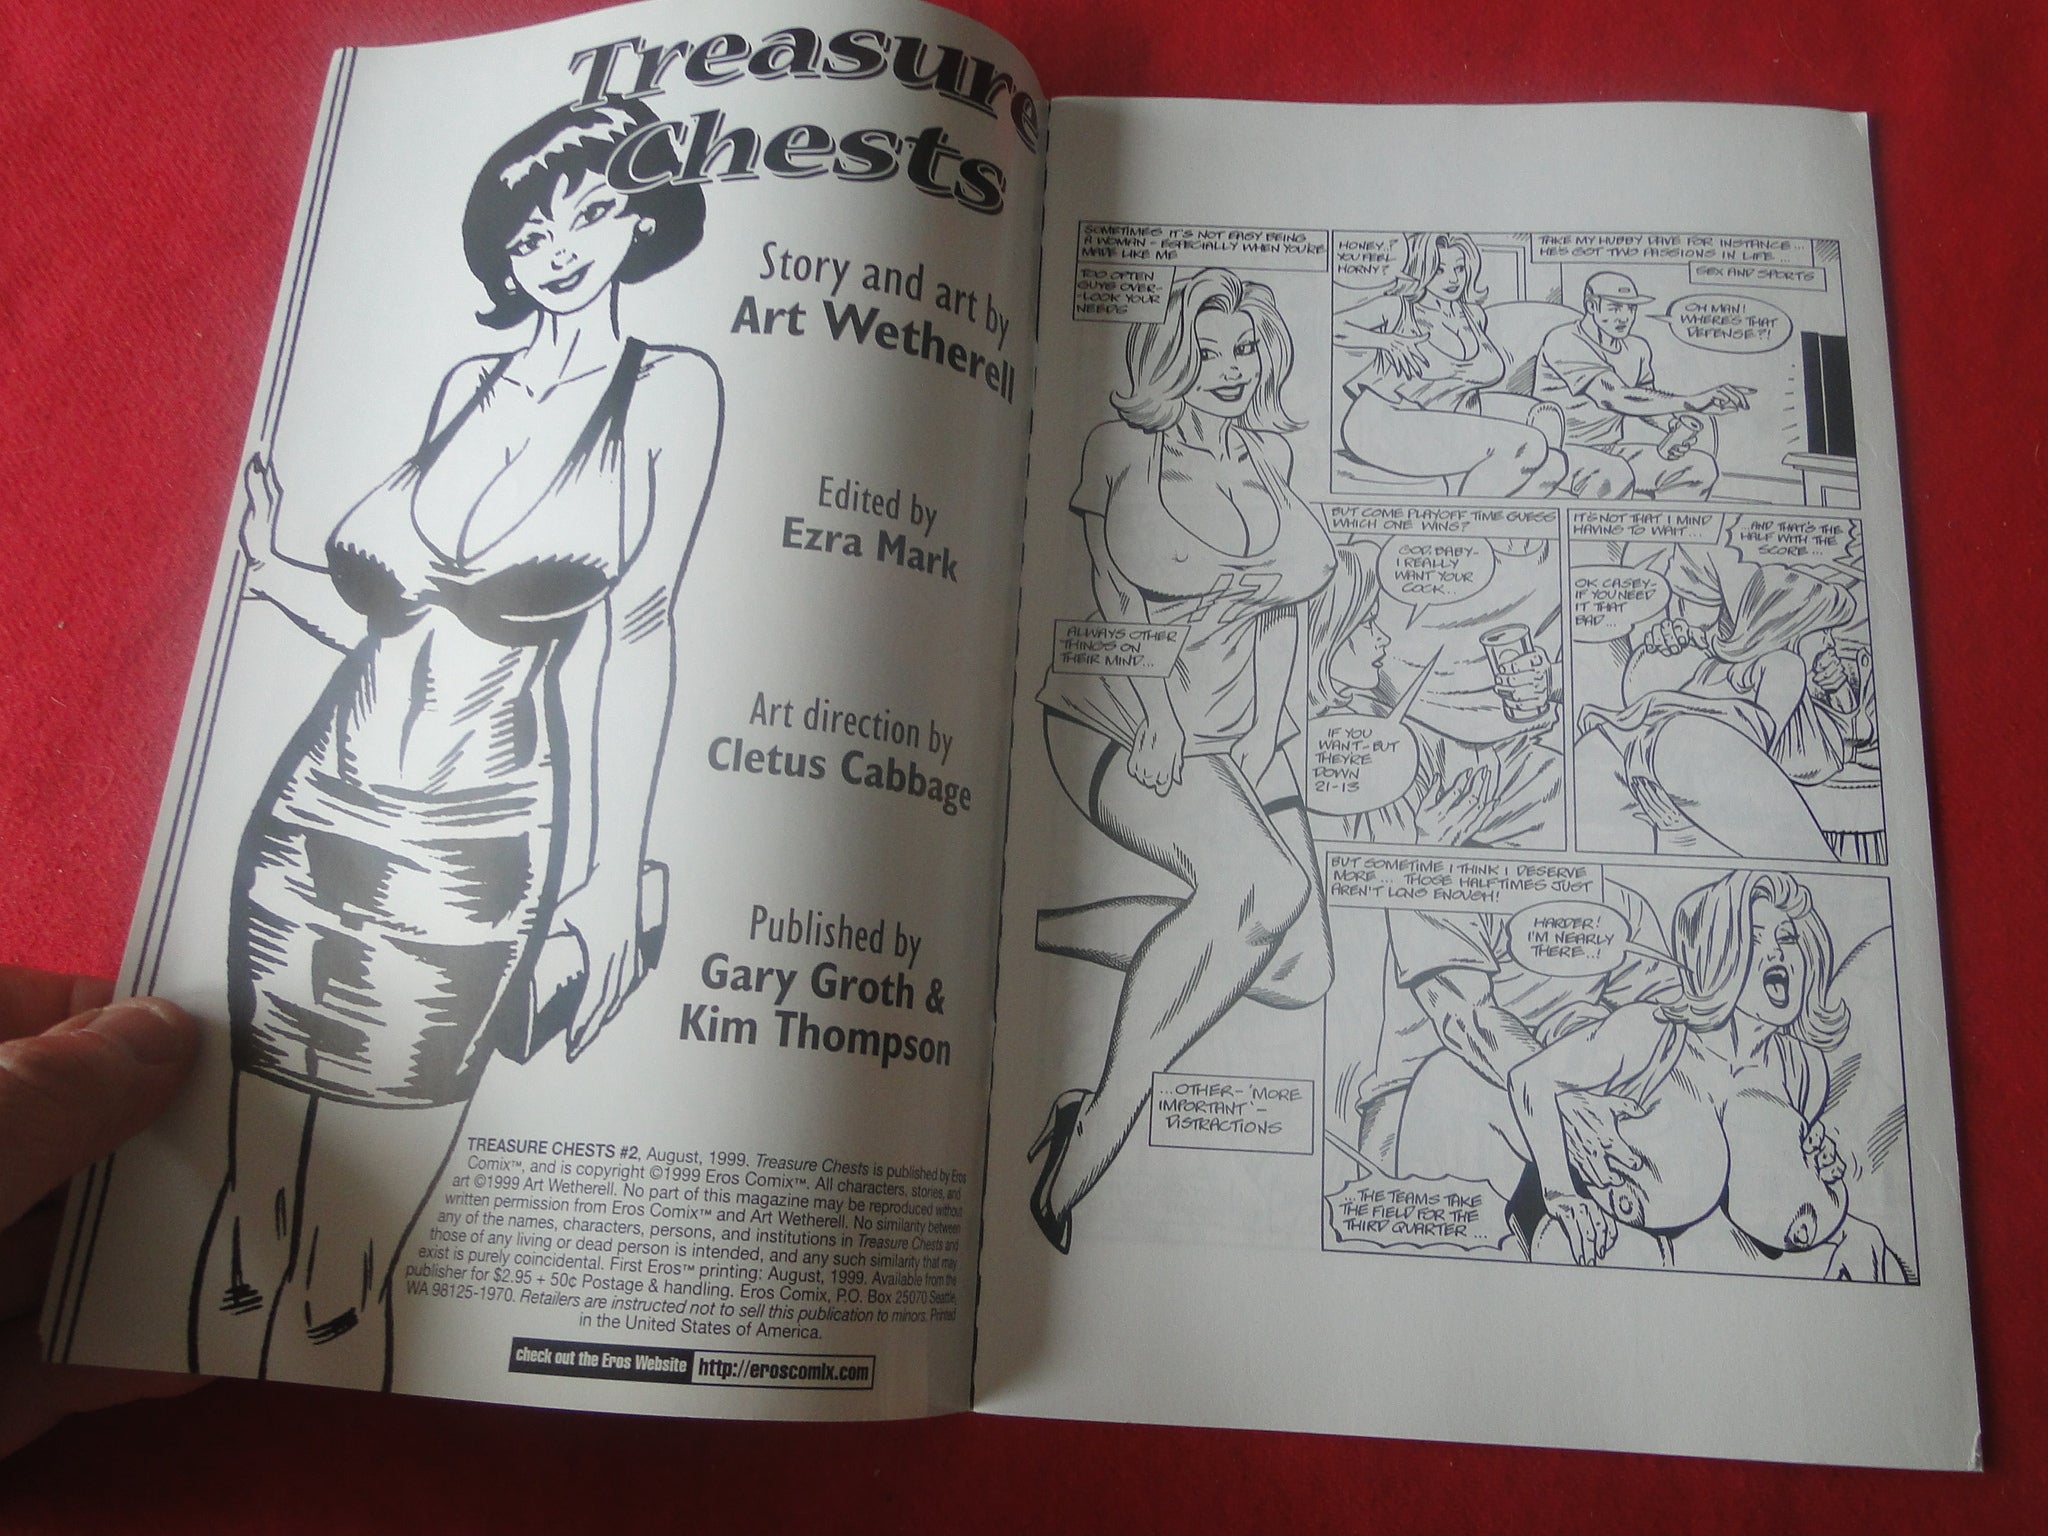 Treasure
Chests
Story and art by
Art Wetherell
Edited by
Ezra Mark
Art direction by
Cletus Cabbage
Published by
Gary Groth &
Kim Thompson
TREASURE CHESTS #2, August, 1999. Treasure Chests is published by Eros
Comix™, and is copyright ©1999 Eros Comix™. All characters, stories, and
art ©1999 Art Wetherell. No part of this magazine may be reproduced without
written permission from Eros Comix™ and Art Wetherell. No similarity between
any of the names, characters, persons, and institutions in Treasure Chests and
those of any living or dead person is intended, and any such similarity that may
exist is purely coincidental. First Eros™ printing: August, 1999. Available from the
publisher for $2.95 + 50¢ Postage & handling. Eros Comix, P.O. Box 25070 Seattle,
WA 98125-1970. Retailers are instructed not to sell this publication to minors. Printed
in the United States of America.
check out the Eros Website http://eroscomix.com
SOMETIMES IT'S NOT EASY BEING
A WOMAN - ESPECIALLY WHEN YOU'RE
MADE LIKE ME
TOO OFTEN
GUYS OVER-
-LOOK YOUR
NEEDS
ALWAYS OTHER
THINGS ON
THEIR MIND...
...OTHER - 'MORE
IMPORTANT' -
DISTRACTIONS
HONEY..?
YOU FEEL
HORNY?
TAKE MY HUBBY DAVE FOR INSTANCE...
HE'S GOT TWO PASSIONS IN LIFE...
SEX AND SPORTS
OH MAN!
WHERE'S THAT
DEFENSE?!
BUT COME PLAYOFF TIME GUESS
WHICH ONE WINS?
GOD, BABY -
I REALLY
WANT YOUR
COCK...
IF YOU
WANT - BUT
THEY'RE
DOWN
21-13
IT'S NOT THAT I MIND
HAVING TO WAIT...
...AND THAT'S THE
HALF WITH THE
SCORE...
OK CASEY -
IF YOU NEED
IT THAT
BAD...
BUT SOMETIME I THINK I DESERVE
MORE... THOSE HALFTIMES JUST
AREN'T LONG ENOUGH!
HARDER!
I'M NEARLY
THERE..!
...THE TEAMS TAKE
THE FIELD FOR THE
THIRD QUARTER...